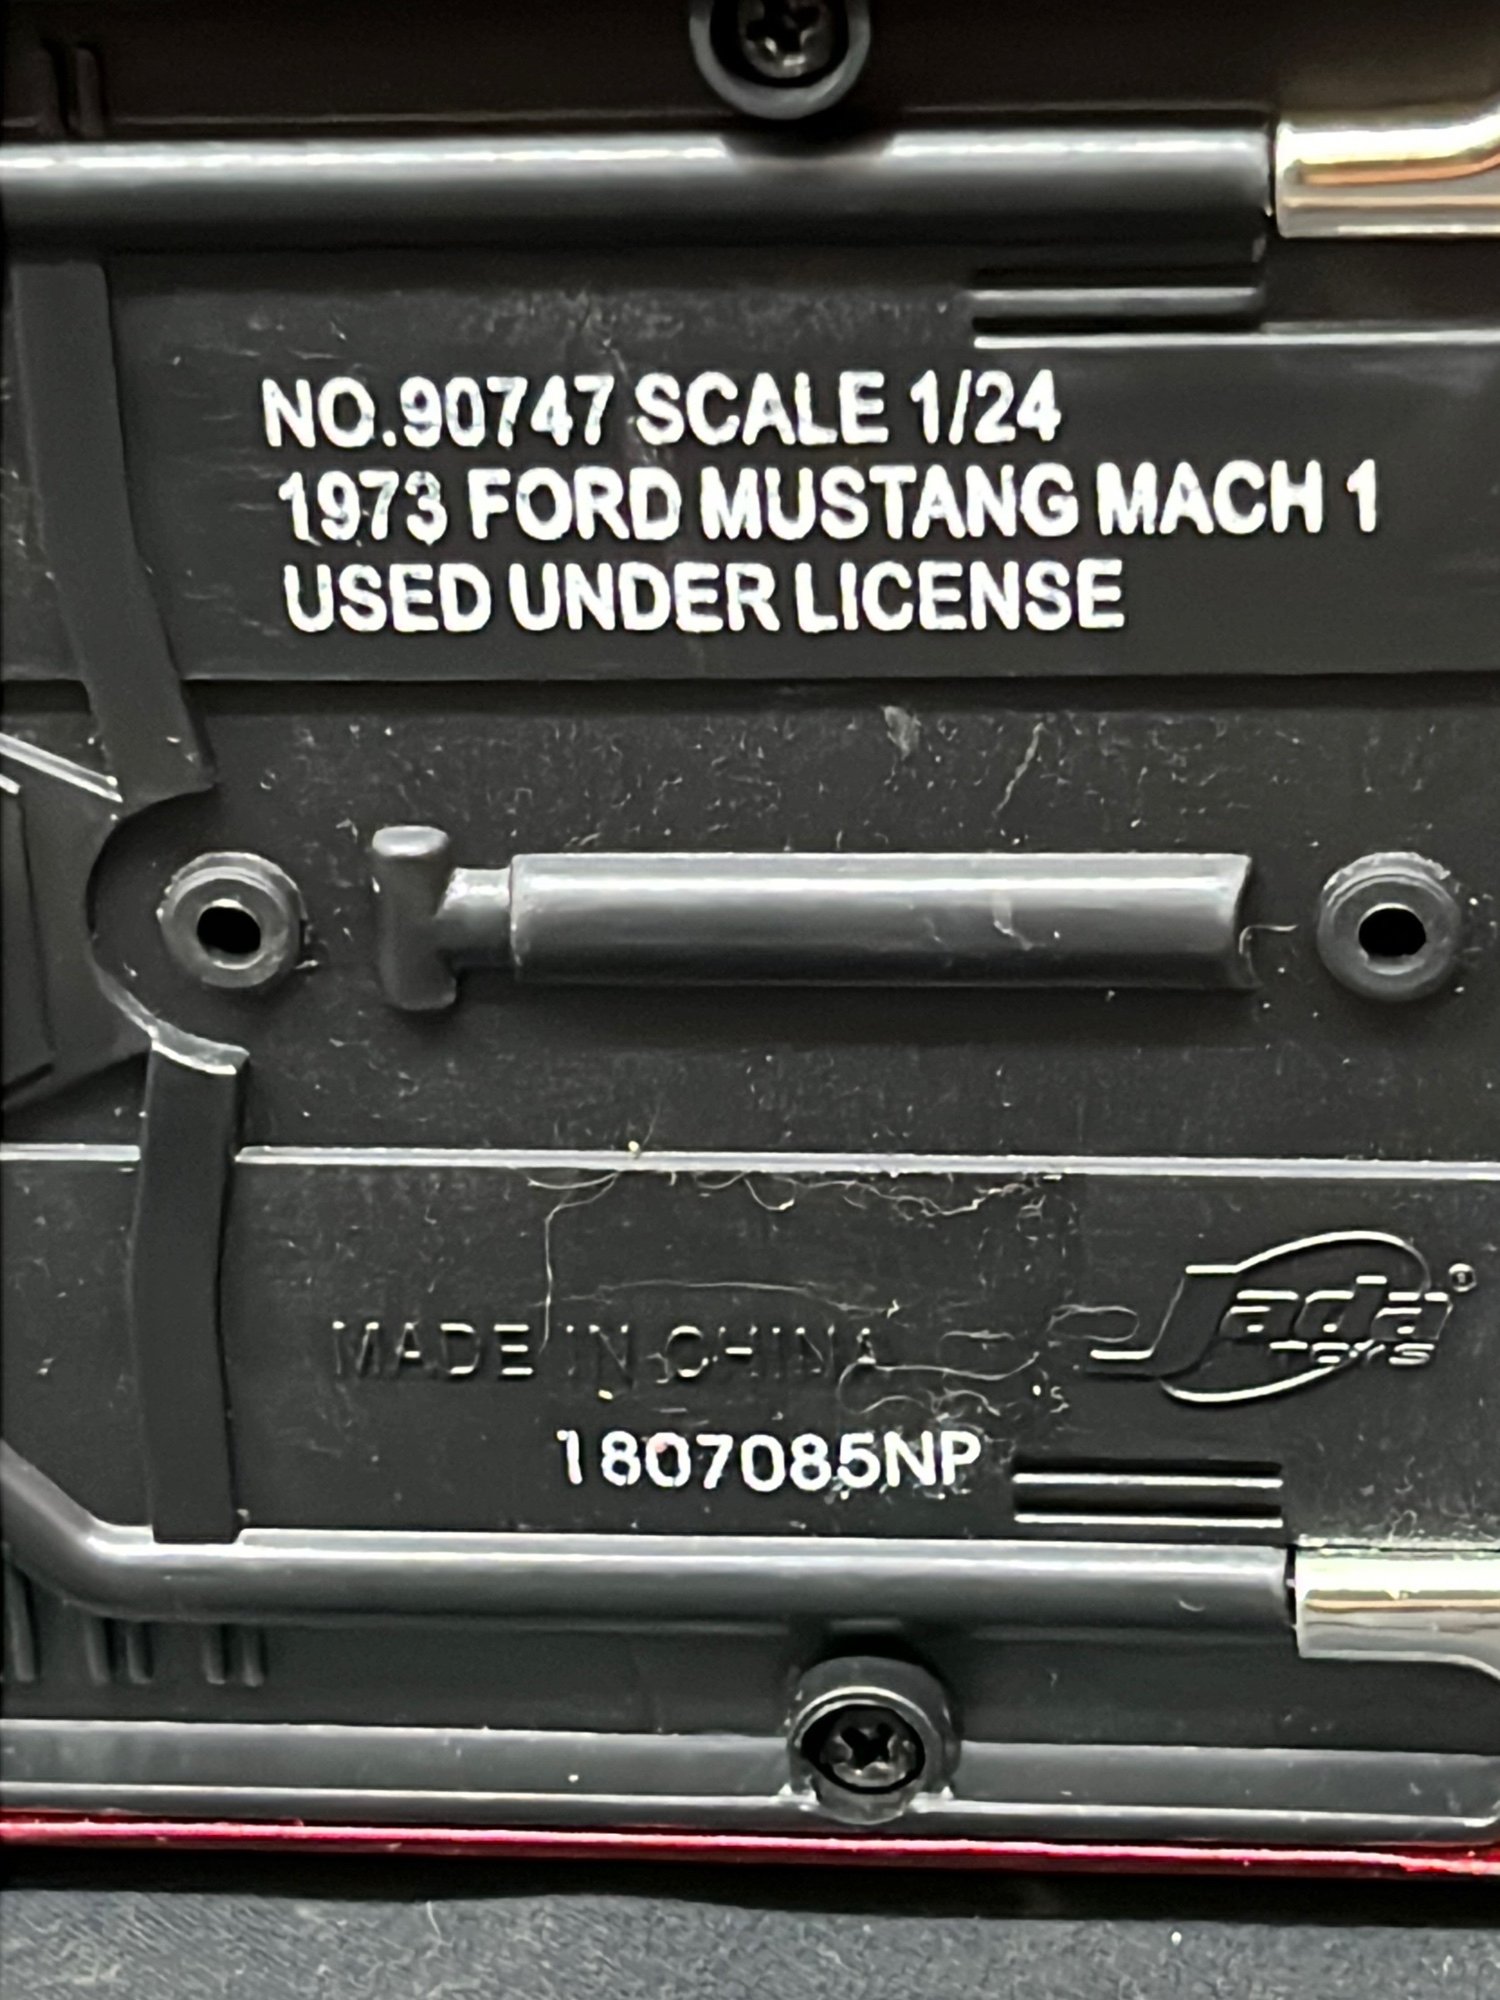 NO.90747 SCALE 1/24
1973 FORD MUSTANG MACH 1
USED UNDER LICENSE
MADE IN CHINA
Jada®
TOYS
1807085NP